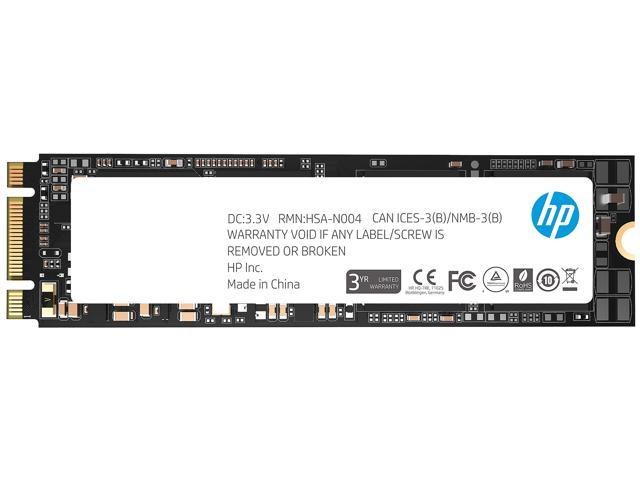 DC:3.3V RMN:HSA-N004 CAN ICES-3(B)/NMB-3(B)
WARRANTY VOID IF ANY LABEL/SCREW IS
REMOVED OR BROKEN
HP Inc.
Made in China
hp
3YR LIMITED WARRANTY
CE FC
RoHS
10